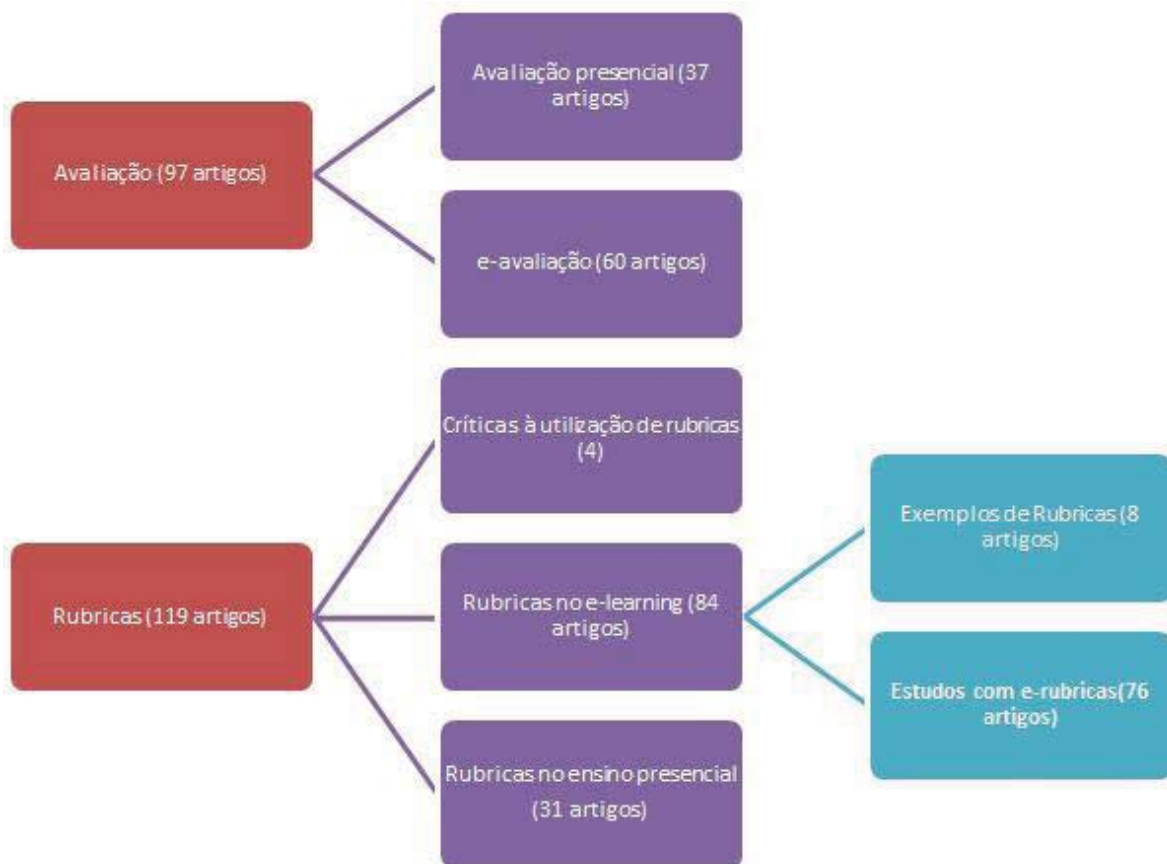 Avaliação (97 artigos)
Avaliação presencial (37
artigos)
e-avaliação (60 artigos)
Rubricas (119 artigos)
Críticas à utilização de rubricas
(4)
Rubricas no e-learning (84
artigos)
Rubricas no ensino presencial
(31 artigos)
Exemplos de Rubricas (8
artigos)
Estudos com e-rubricas(76
artigos)